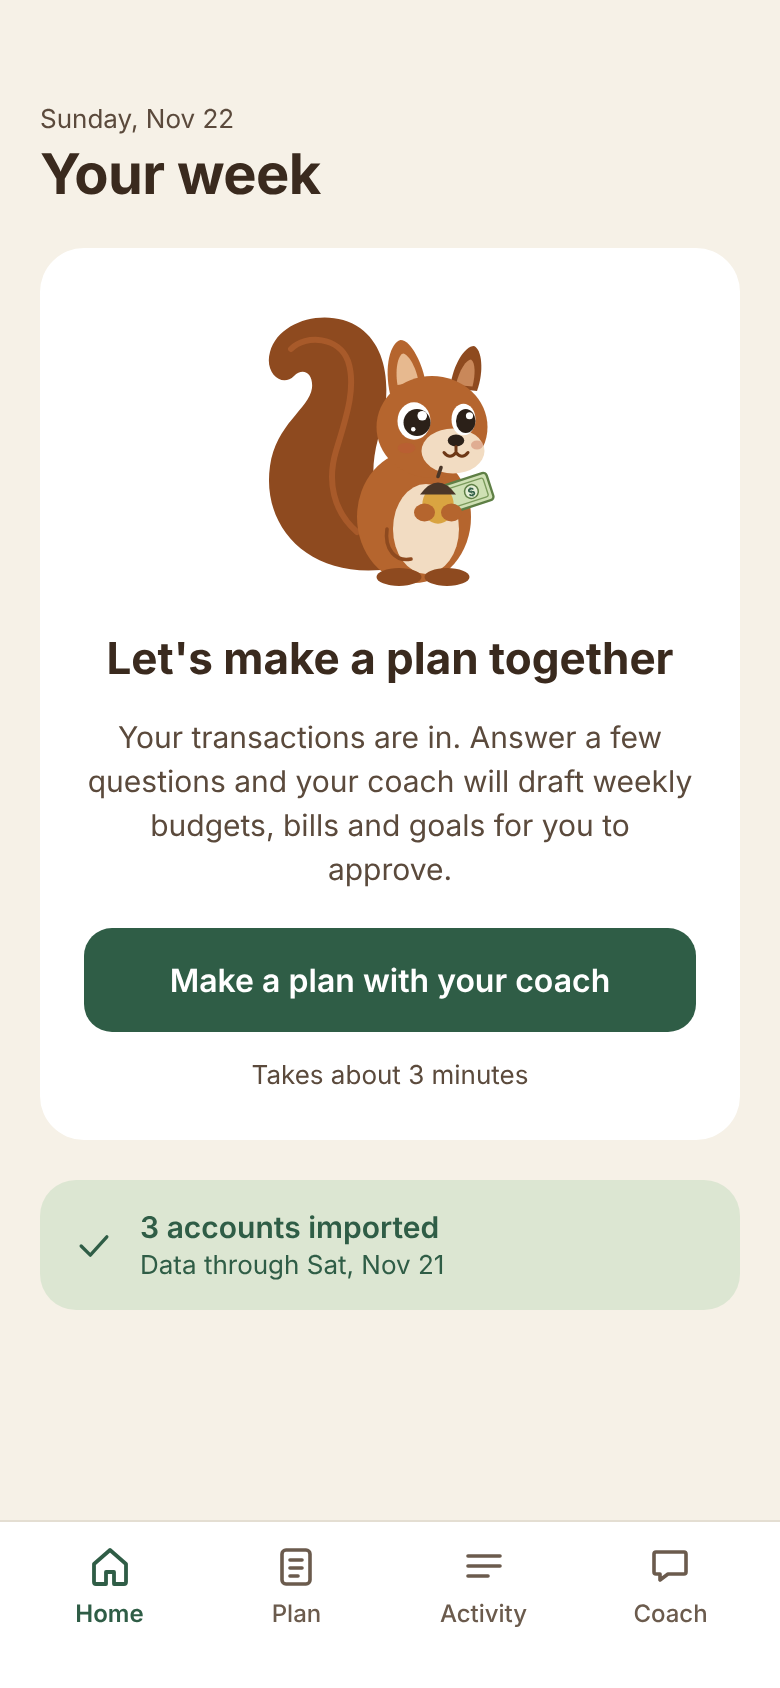 Sunday, Nov 22
Your week
$
Let's make a plan together
Your transactions are in. Answer a few
questions and your coach will draft weekly
budgets, bills and goals for you to
approve.
Make a plan with your coach
Takes about 3 minutes
3 accounts imported
Data through Sat, Nov 21
Home
Plan
Activity
Coach